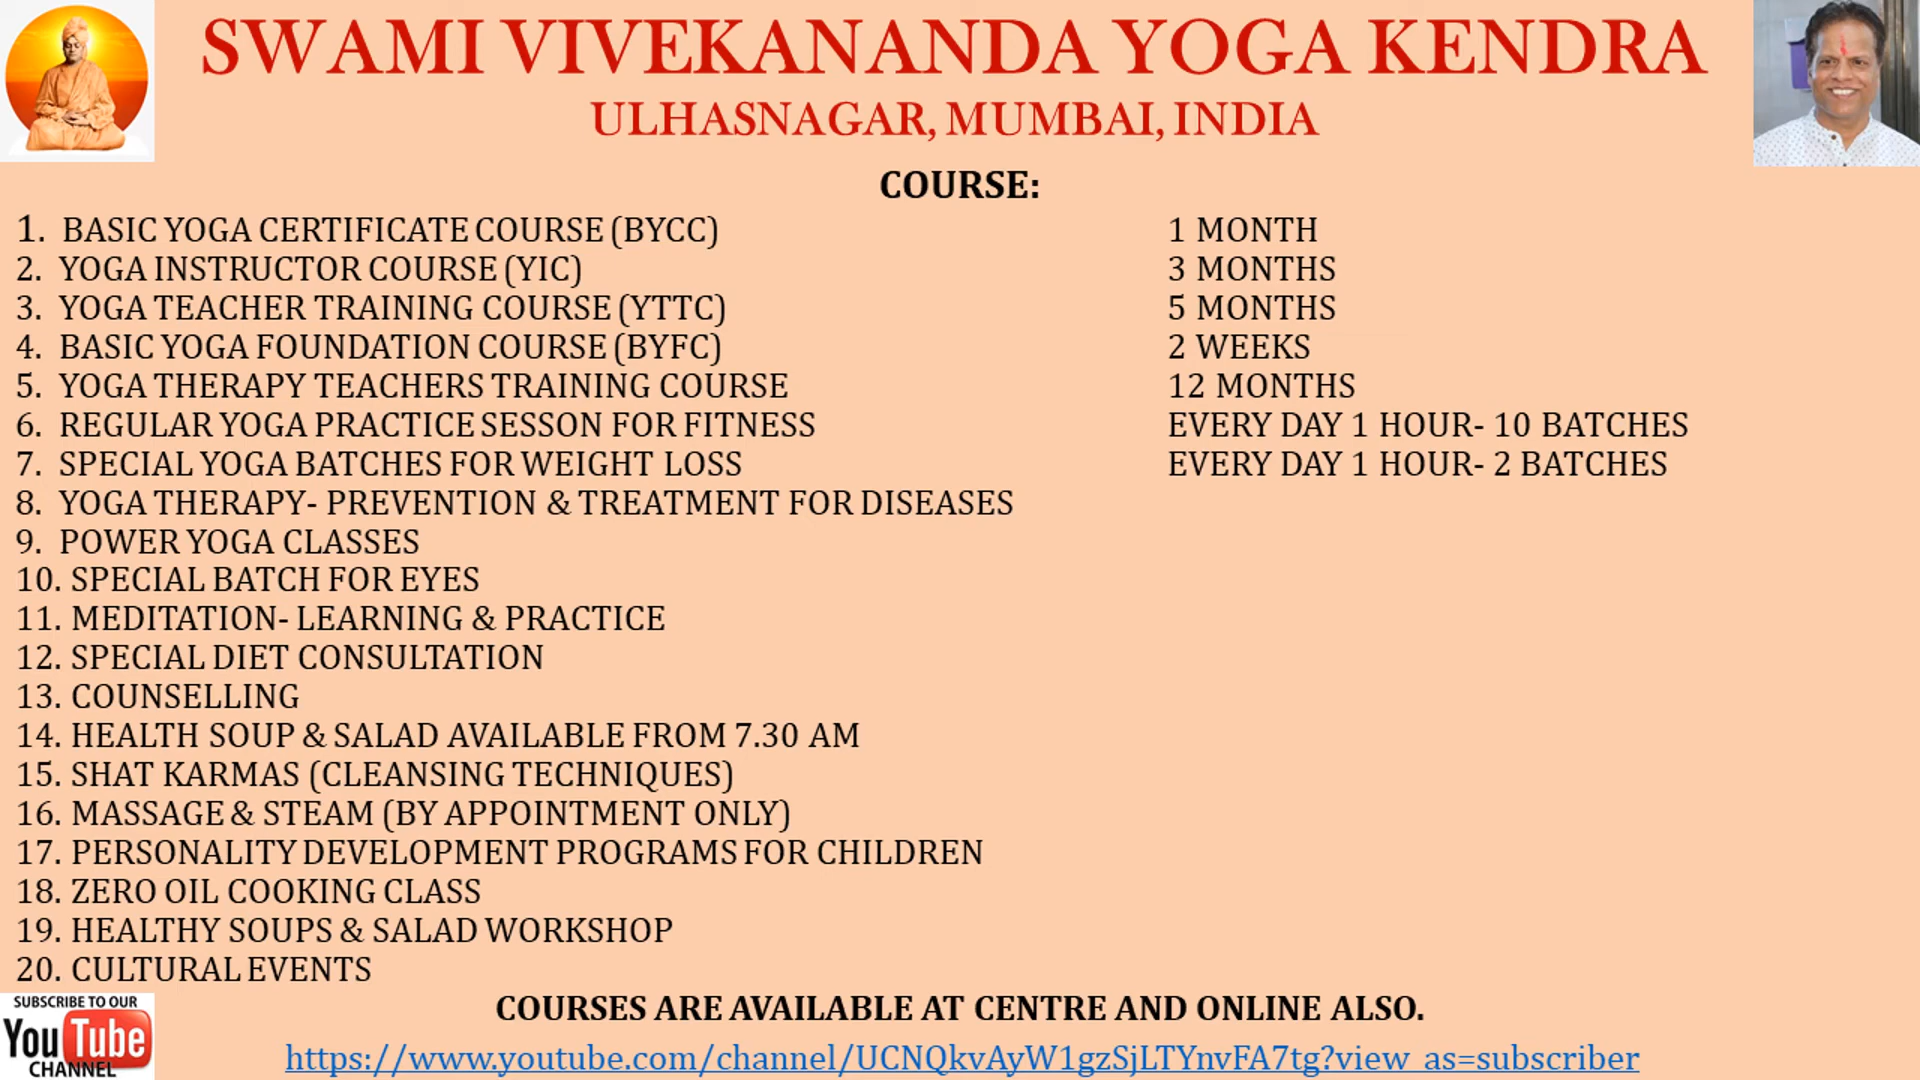 SWAMI VIVEKANANDA YOGA KENDRA
ULHASNAGAR, MUMBAI, INDIA
COURSE:
1. BASIC YOGA CERTIFICATE COURSE (BYCC) 1 MONTH
2. YOGA INSTRUCTOR COURSE (YIC) 3 MONTHS
3. YOGA TEACHER TRAINING COURSE (YTTC) 5 MONTHS
4. BASIC YOGA FOUNDATION COURSE (BYFC) 2 WEEKS
5. YOGA THERAPY TEACHERS TRAINING COURSE 12 MONTHS
6. REGULAR YOGA PRACTICE SESSON FOR FITNESS EVERY DAY 1 HOUR- 10 BATCHES
7. SPECIAL YOGA BATCHES FOR WEIGHT LOSS EVERY DAY 1 HOUR- 2 BATCHES
8. YOGA THERAPY- PREVENTION & TREATMENT FOR DISEASES
9. POWER YOGA CLASSES
10. SPECIAL BATCH FOR EYES
11. MEDITATION- LEARNING & PRACTICE
12. SPECIAL DIET CONSULTATION
13. COUNSELLING
14. HEALTH SOUP & SALAD AVAILABLE FROM 7.30 AM
15. SHAT KARMAS (CLEANSING TECHNIQUES)
16. MASSAGE & STEAM (BY APPOINTMENT ONLY)
17. PERSONALITY DEVELOPMENT PROGRAMS FOR CHILDREN
18. ZERO OIL COOKING CLASS
19. HEALTHY SOUPS & SALAD WORKSHOP
20. CULTURAL EVENTS
SUBSCRIBE TO OUR
YouTube
CHANNEL
COURSES ARE AVAILABLE AT CENTRE AND ONLINE ALSO.
https://www.youtube.com/channel/UCNQkvAyW1gzSjLTYnvFA7tg?view_as=subscriber